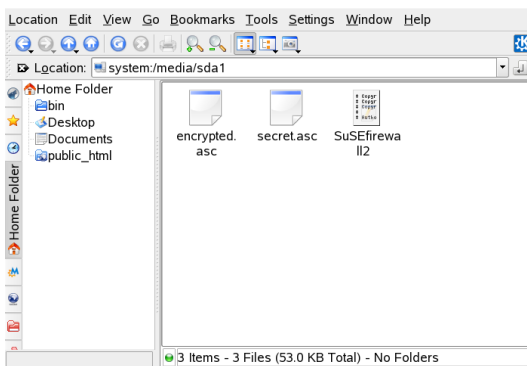 Location Edit View Go Bookmarks Tools Settings Window Help
Location: system:/media/sda1
Home Folder
bin
Desktop
Documents
public_html
Home Folder
encrypted.
asc
secret.asc
SuSEfirewa
ll2
3 Items - 3 Files (53.0 KB Total) - No Folders